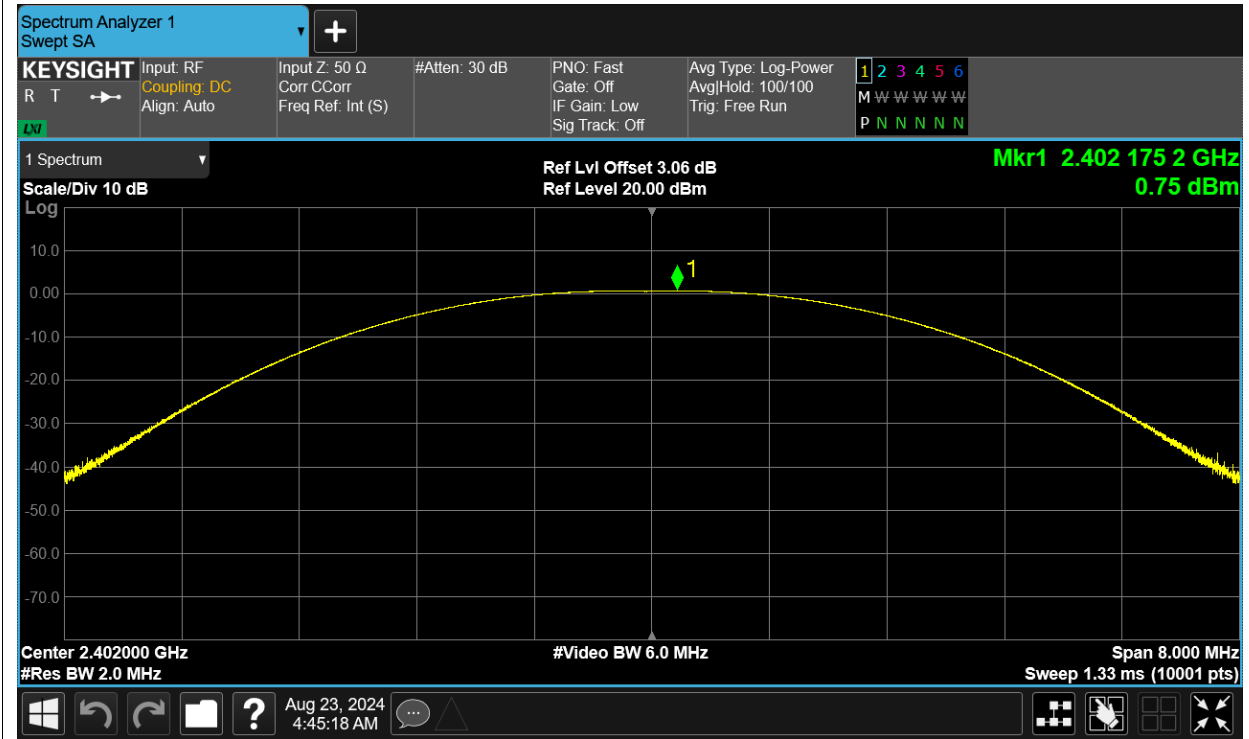 Spectrum Analyzer 1
Swept SA
KEYSIGHT
R T
LXI
Input: RF
Coupling: DC
Align: Auto
Input Z: 50 Ω
Corr CCorr
Freq Ref: Int (S)
#Atten: 30 dB
PNO: Fast
Gate: Off
IF Gain: Low
Sig Track: Off
Avg Type: Log-Power
Avg|Hold: 100/100
Trig: Free Run
1 2 3 4 5 6
M W W W W W
P N N N N N
1 Spectrum
Scale/Div 10 dB
Log
Ref Lvl Offset 3.06 dB
Ref Level 20.00 dBm
Mkr1 2.402 175 2 GHz
0.75 dBm
1
10.0
0.00
-10.0
-20.0
-30.0
-40.0
-50.0
-60.0
-70.0
Center 2.402000 GHz
#Res BW 2.0 MHz
#Video BW 6.0 MHz
Span 8.000 MHz
Sweep 1.33 ms (10001 pts)
?
Aug 23, 2024
4:45:18 AM